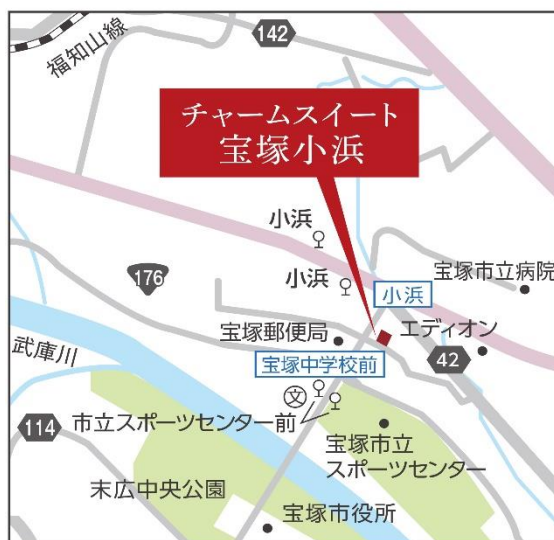 142
福知山線
チャームスイート
宝塚小浜
小浜
176
小浜
小浜
宝塚市立病院
宝塚郵便局
エディオン
武庫川
宝塚中学校前
42
文
114
市立スポーツセンター前
宝塚市立
スポーツセンター
末広中央公園
宝塚市役所